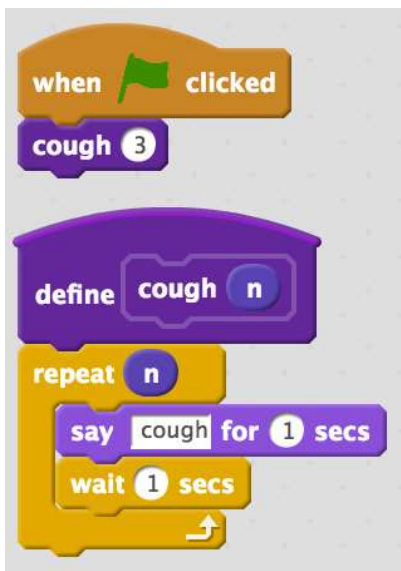 when clicked
cough 3
define cough n
repeat n
say cough for 1 secs
wait 1 secs